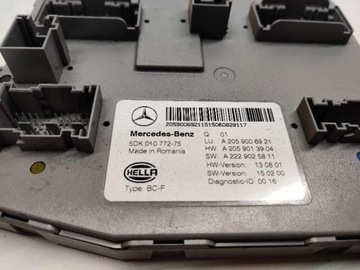 20590069211515060828117
Mercedes-Benz Q: 01
5DK 010 772-75 LU: A 205 900 69 21
Made in Romania HW: A 205 901 39 04
SW: A 222 902 58 11
HELLA HW-Version: 13 08 01
SW-Version: 15 02 00
Type: BC-F Diagnostic-ID: 00 16